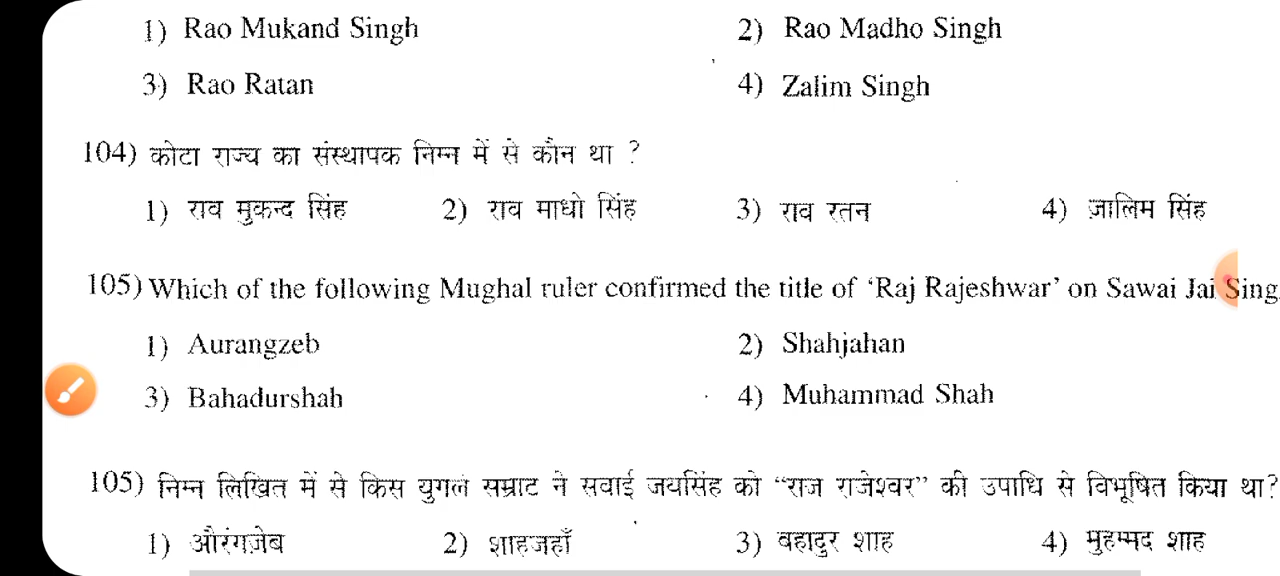 1) Rao Mukand Singh 2) Rao Madho Singh
3) Rao Ratan 4) Zalim Singh
104) कोटा राज्य का संस्थापक निम्न में से कौन था ?
1) राव मुकन्द सिंह 2) राव माधो सिंह 3) राव रतन 4) ज़ालिम सिंह
105) Which of the following Mughal ruler confirmed the title of ‘Raj Rajeshwar’ on Sawai Jai Sing
1) Aurangzeb 2) Shahjahan
3) Bahadurshah 4) Muhammad Shah
105) निम्न लिखित में से किस युगल सम्राट ने सवाई जयसिंह को “राज राजेश्वर” की उपाधि से विभूषित किया था?
1) औरंगज़ेब 2) शाहजहाँ 3) वहादुर शाह 4) मुहम्मद शाह